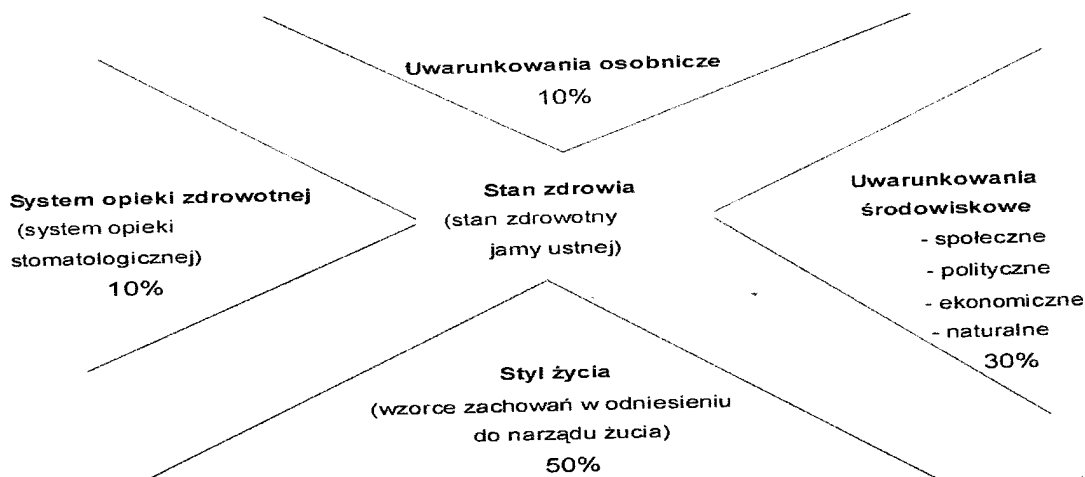 Uwarunkowania osobnicze
10%
System opieki zdrowotnej
(system opieki
stomatologicznej)
10%
Stan zdrowia
(stan zdrowotny
jamy ustnej)
Uwarunkowania
środowiskowe
- społeczne
- polityczne
- ekonomiczne
- naturalne
30%
Styl życia
(wzorce zachowań w odniesieniu
do narządu żucia)
50%